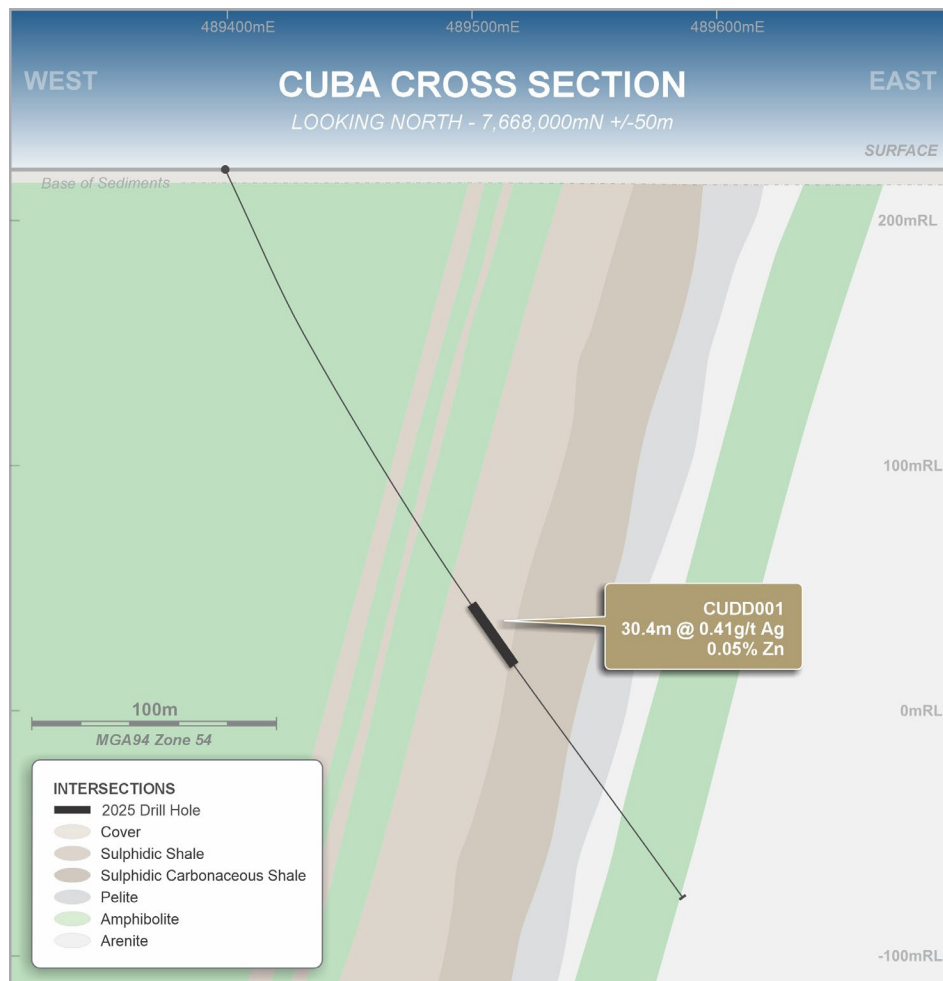 489400mE
489500mE
489600mE
WEST
CUBA CROSS SECTION
EAST
LOOKING NORTH - 7,668,000mN +/-50m
SURFACE
Base of Sediments
200mRL
100mRL
CUDD001
30.4m @ 0.41g/t Ag
0.05% Zn
0mRL
100m
MGA94 Zone 54
INTERSECTIONS
2025 Drill Hole
Cover
Sulphidic Shale
Sulphidic Carbonaceous Shale
Pelite
Amphibolite
Arenite
-100mRL